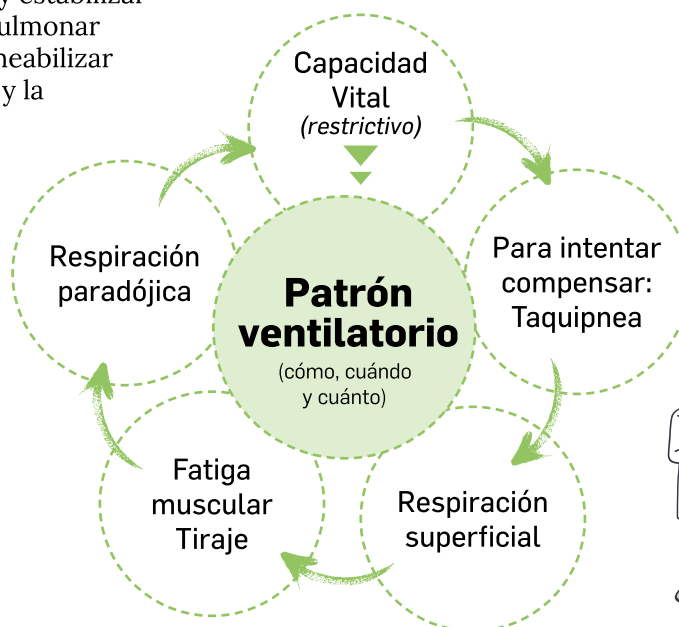 y estabilizar
ulmonar
neabilizar
y la
Capacidad
Vital
(restrictivo)
Para intentar
compensar:
Taquipnea
Respiración
superficial
Fatiga
muscular
Tiraje
Respiración
paradójica
Patrón
ventilatorio
(cómo, cuándo
y cuánto)